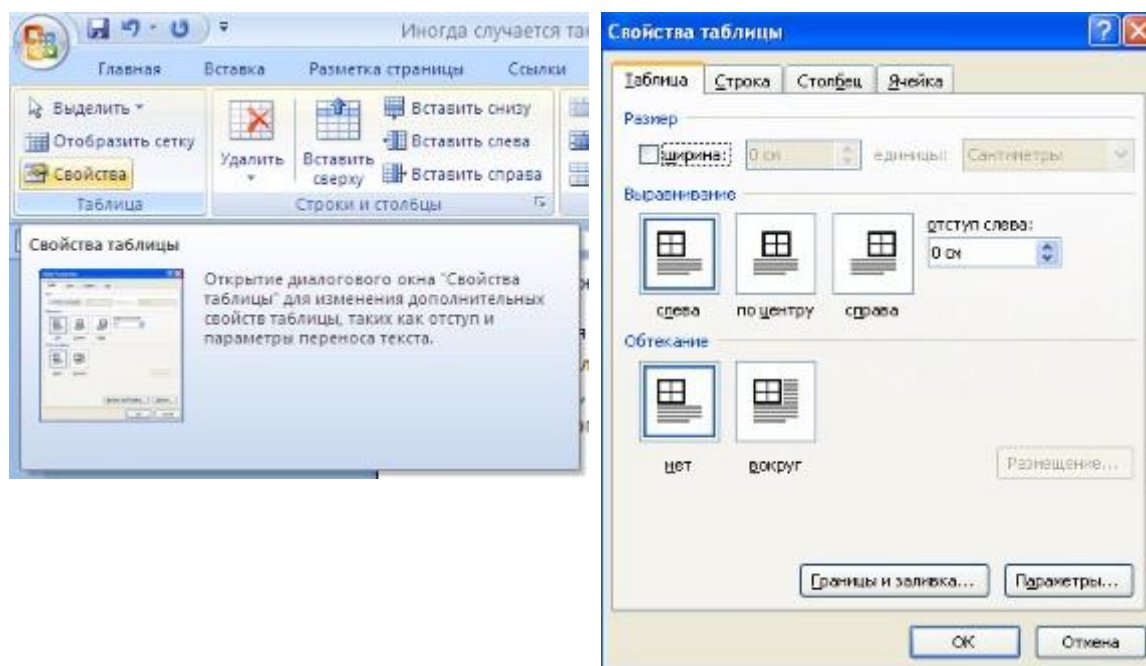 Иногда случается та
Главная Вставка Разметка страницы Ссылки
Выделить
Отобразить сетку
Свойства
Таблица
Удалить
Вставить сверху
Вставить снизу
Вставить слева
Вставить справа
Строки и столбцы
Свойства таблицы
Открытие диалогового окна "Свойства
таблицы" для изменения дополнительных
свойств таблицы, таких как отступ и
параметры переноса текста.
Свойства таблицы
Таблица Строка Столбец Ячейка
Размер
ширина: 0 см единицы: Сантиметры
Выравнивание
отступ слева:
0 см
слева по центру справа
Обтекание
нет вокруг
Размещение...
Границы и заливка... Параметры...
ОК Отмена